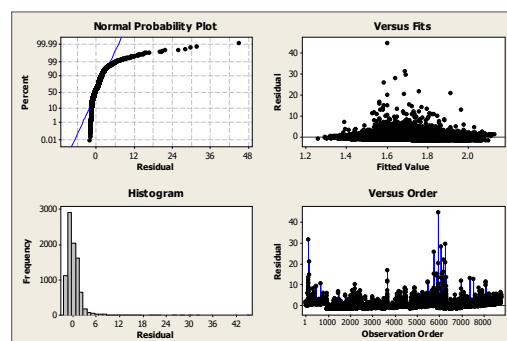 Normal Probability Plot
99.99
99
90
50
10
1
0.01
Percent
0 12 24 36 48
Residual
Versus Fits
40
30
20
10
0
Residual
1.2 1.4 1.6 1.8 2.0
Fitted Value
Histogram
3000
2000
1000
0
Frequency
0 6 12 18 24 30 36 42
Residual
Versus Order
40
20
0
Residual
1 1000 2000 3000 4000 5000 6000 7000 8000
Observation Order